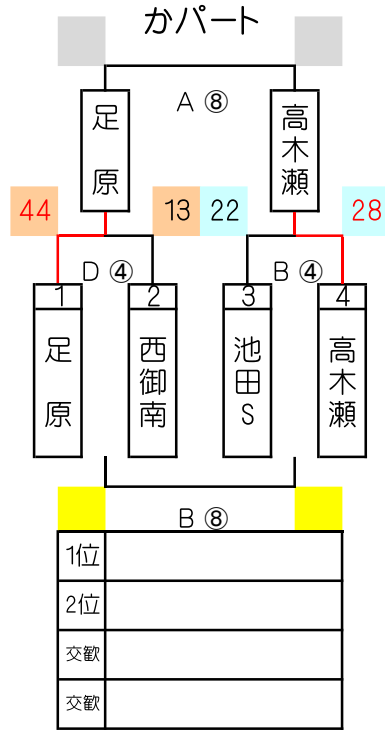 かパート
A ⑧
足原
高木瀬
44
13
22
28
D ④
B ④
1
2
3
4
足原
西御南
池田S
高木瀬
B ⑧
1位
2位
交歓
交歓